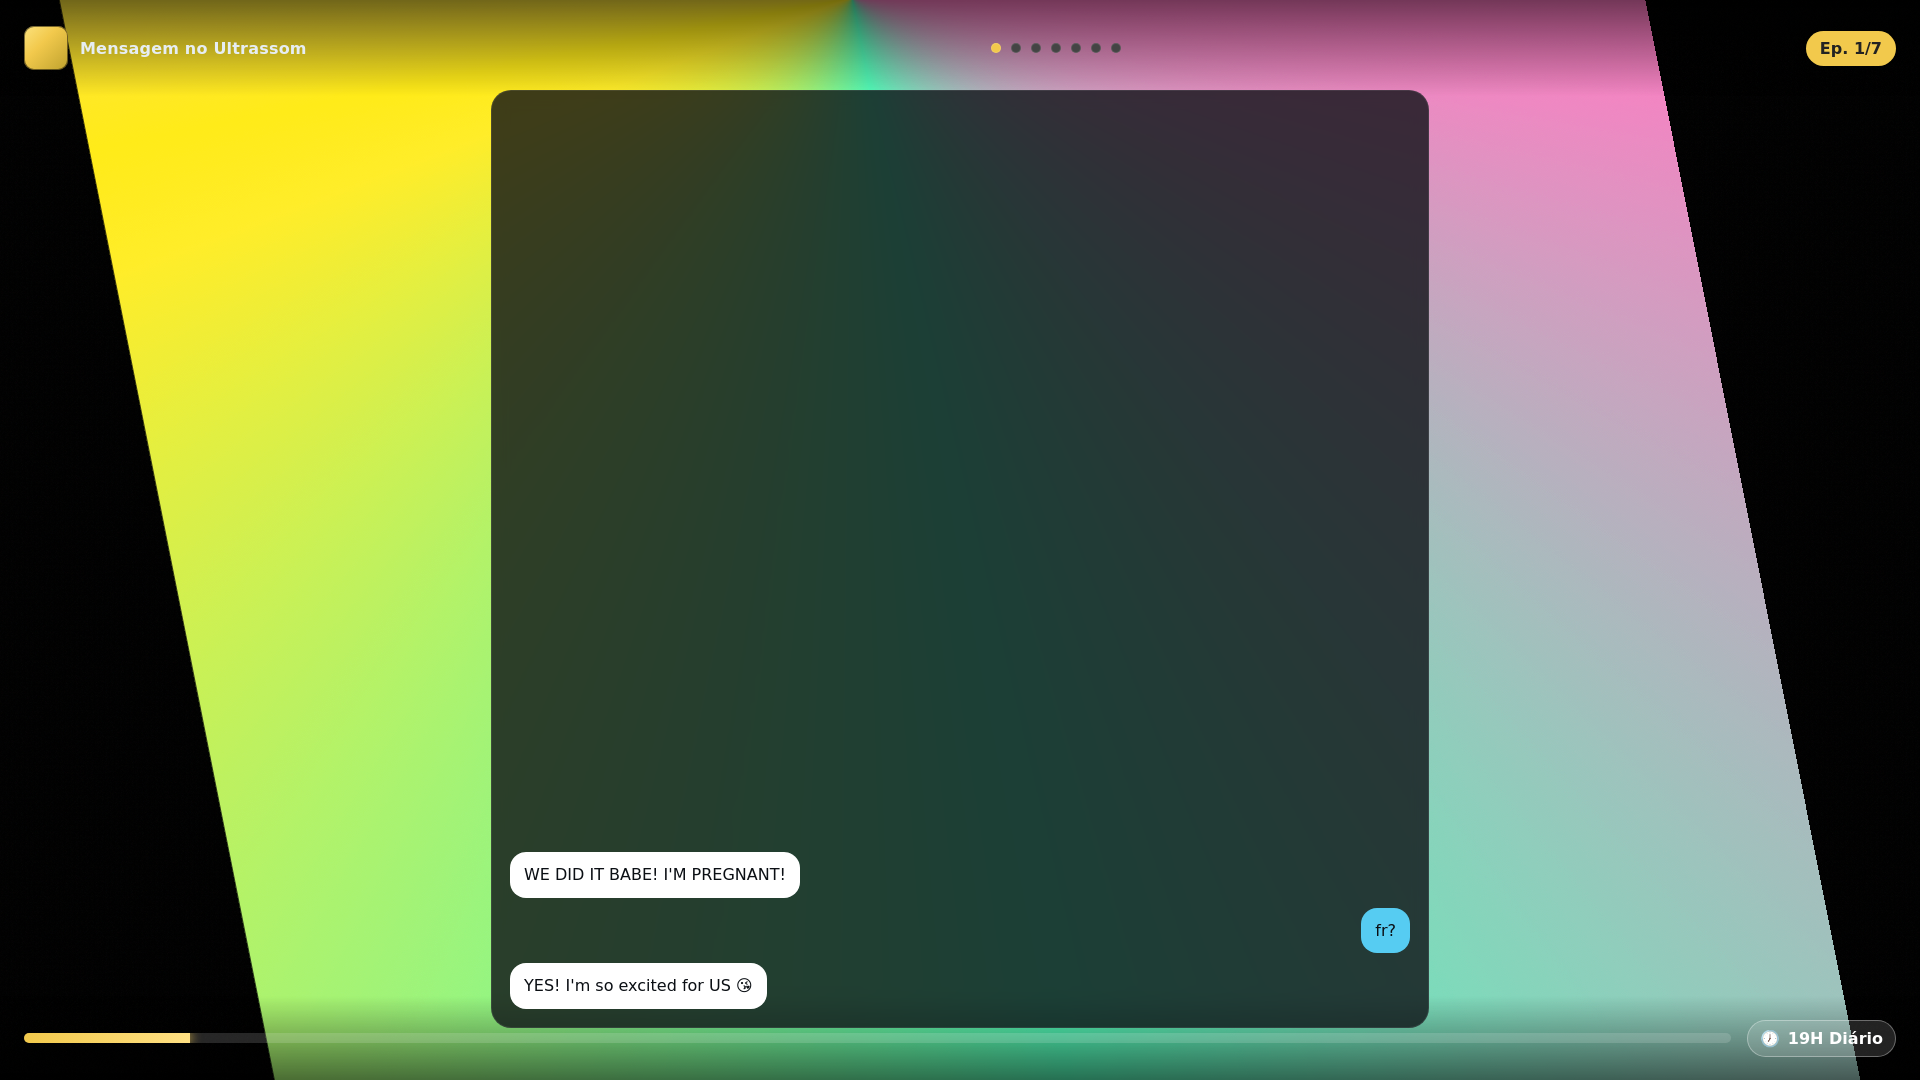 Mensagem no Ultrassom
Ep. 1/7
WE DID IT BABE! I'M PREGNANT!
fr?
YES! I'm so excited for US 😘
🕖 19H Diário